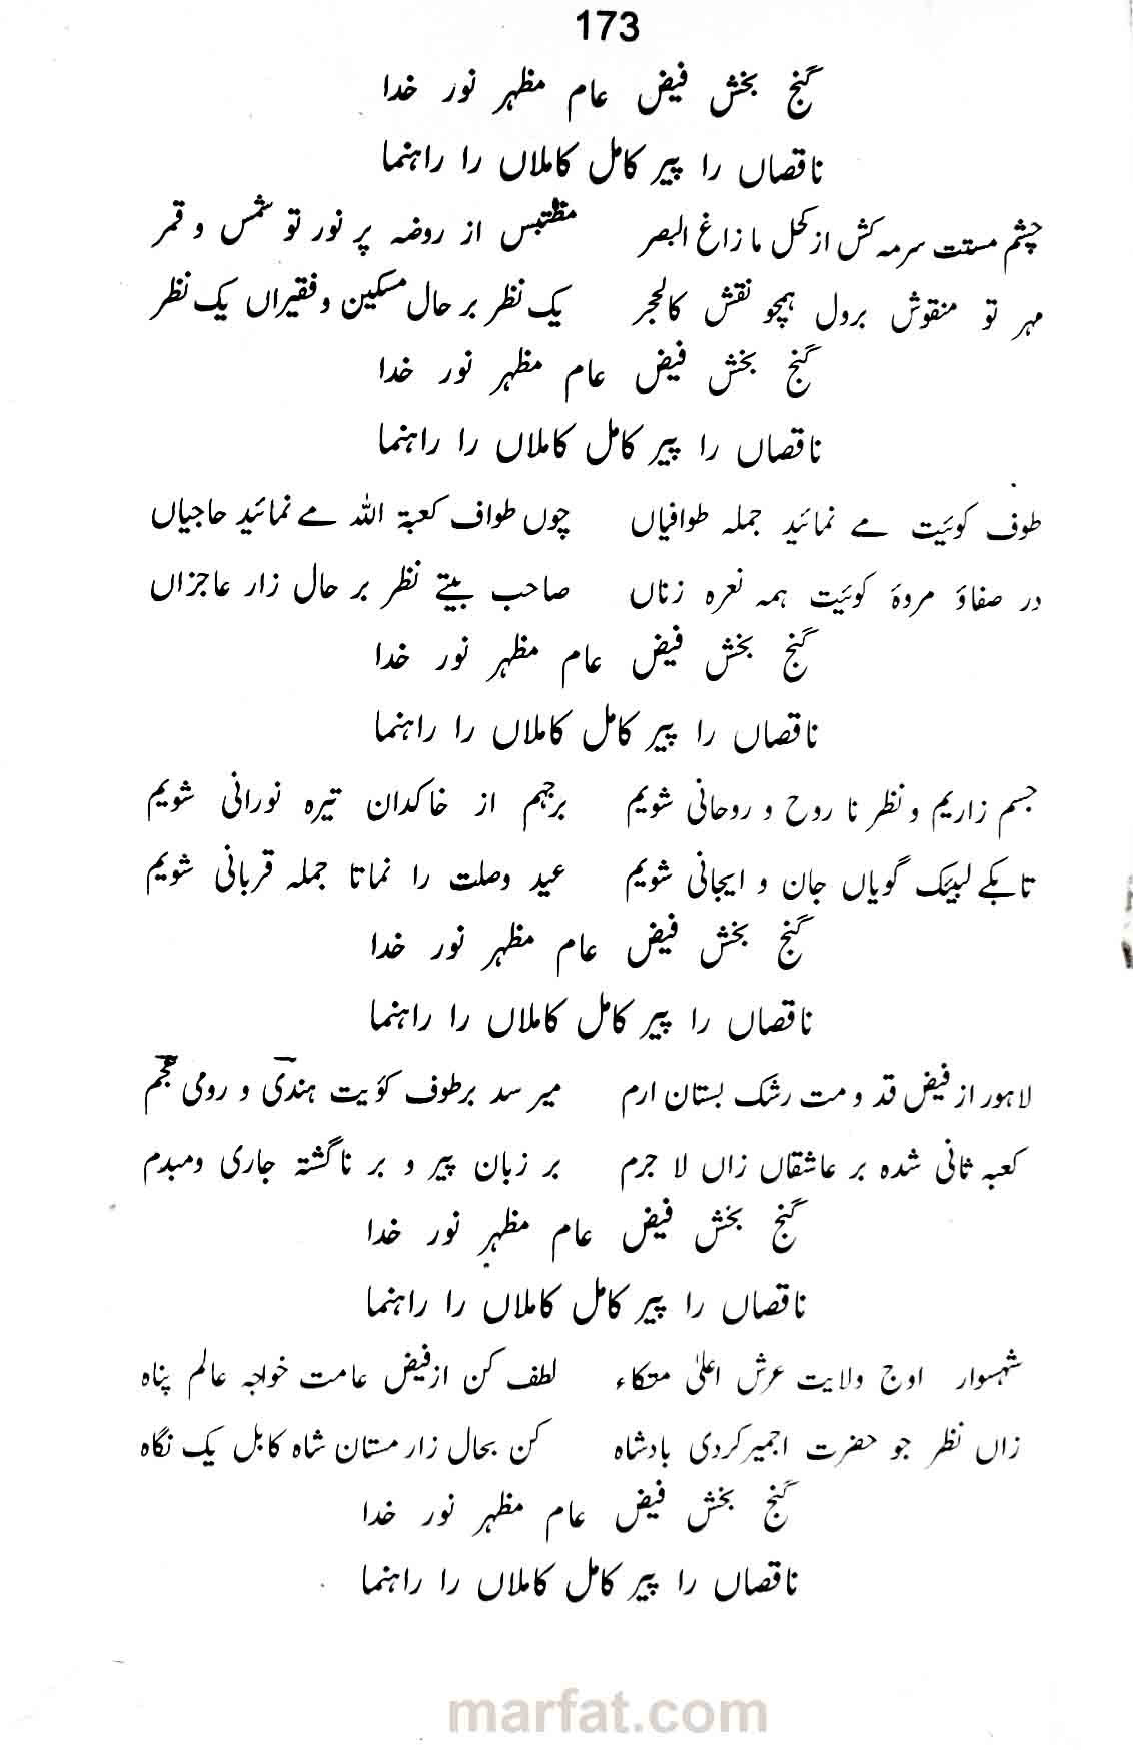 173
گنج بخش فیض عام مظہر نور خدا
ناقصاں را پیر کامل کاملاں را راہنما
چشم مستت سرمہ کش از کحل ما زاغ البصر مقتبس از روضہ پر نور تو شمس و قمر
مہر تو منقوش بردل ہمچو نقش کالحجر یک نظر بر حال مسکین و فقیراں یک نظر
گنج بخش فیض عام مظہر نور خدا
ناقصاں را پیر کامل کاملاں را راہنما
طوف کوئیت مے نمائید جملہ طوافیاں چوں طواف کعبۃ اللہ مے نمائید حاجیاں
در صفاؤ مردۂ کوئیت ہمہ نعرہ زناں صاحب بیتے نظر بر حال زار عاجزاں
گنج بخش فیض عام مظہر نور خدا
ناقصاں را پیر کامل کاملاں را راہنما
جسم زاریم و نظر نا روح و روحانی شویم برجہم از خاکدان تیرہ نورانی شویم
تابکے لبیک گویاں جان و ایجانی شویم عید وصلت را نماتا جملہ قربانی شویم
گنج بخش فیض عام مظہر نور خدا
ناقصاں را پیر کامل کاملاں را راہنما
لاہور از فیض قد و مت رشک بستان ارم میر سد برطوف کؤیت ہندی و رومی عجم
کعبہ ثانی شدہ بر عاشقاں زاں لا جرم بر زبان پیر و بر ناگشتہ جاری ومبدم
گنج بخش فیض عام مظہر نور خدا
ناقصاں را پیر کامل کاملاں را راہنما
شہسوار اوج ولایت عرش اعلیٰ متکاء لطف کن ازفیض عامت خواجہ عالم پناہ
زاں نظر جو حضرت اجمیرکردی بادشاہ کن بحال زار مستان شاہ کابل یک نگاہ
گنج بخش فیض عام مظہر نور خدا
ناقصاں را پیر کامل کاملاں را راہنما
marfat.com